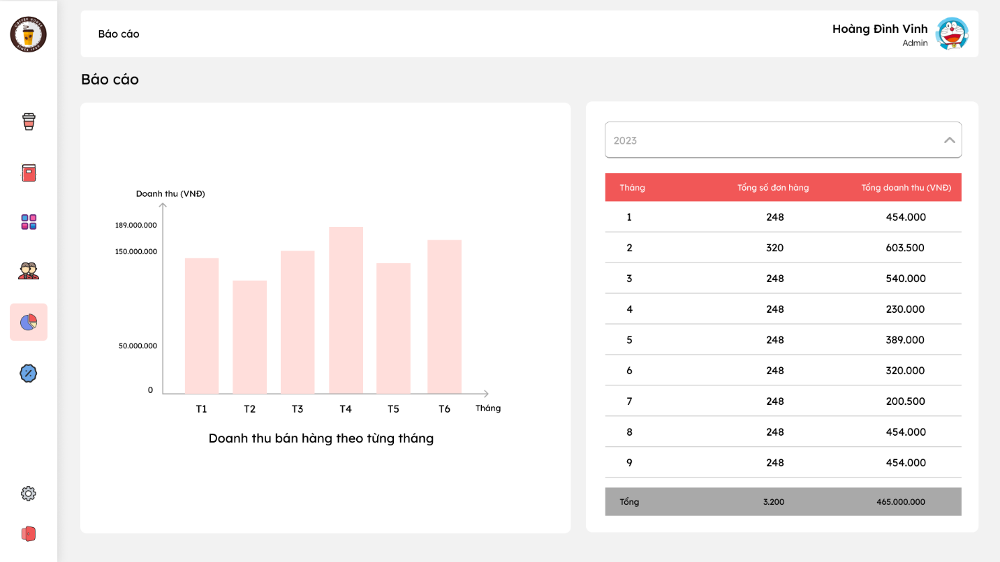 COFFEE HOUSE
Báo cáo
Hoàng Đình Vinh
Admin
Báo cáo
Doanh thu (VNĐ)
189.000.000
150.000.000
50.000.000
0
T1 T2 T3 T4 T5 T6 Tháng
Doanh thu bán hàng theo từng tháng
2023
Tháng Tổng số đơn hàng Tổng doanh thu (VNĐ)
1 248 454.000
2 320 603.500
3 248 540.000
4 248 230.000
5 248 389.000
6 248 320.000
7 248 200.500
8 248 454.000
9 248 454.000
Tổng 3.200 465.000.000